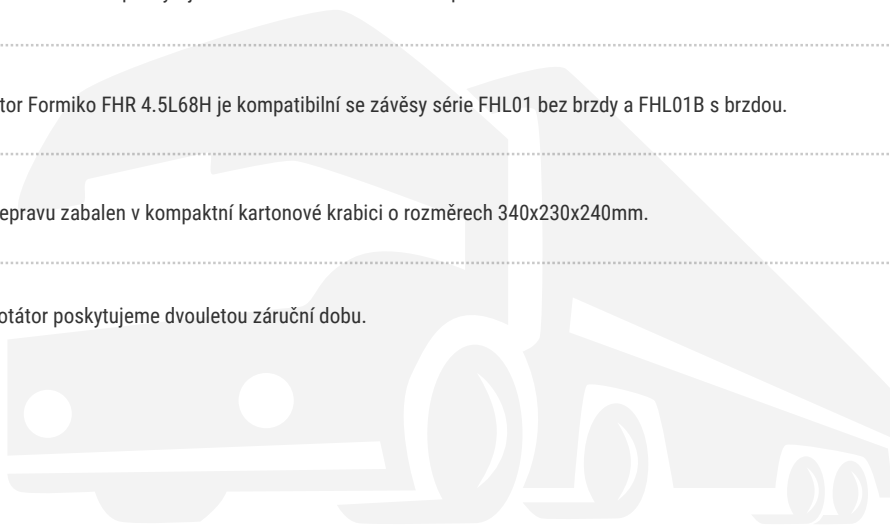 tor Formiko FHR 4.5L68H je kompatibilní se závěsy série FHL01 bez brzdy a FHL01B s brzdou.
epravu zabalen v kompaktní kartonové krabici o rozměrech 340x230x240mm.
otátor poskytujeme dvouletou záruční dobu.